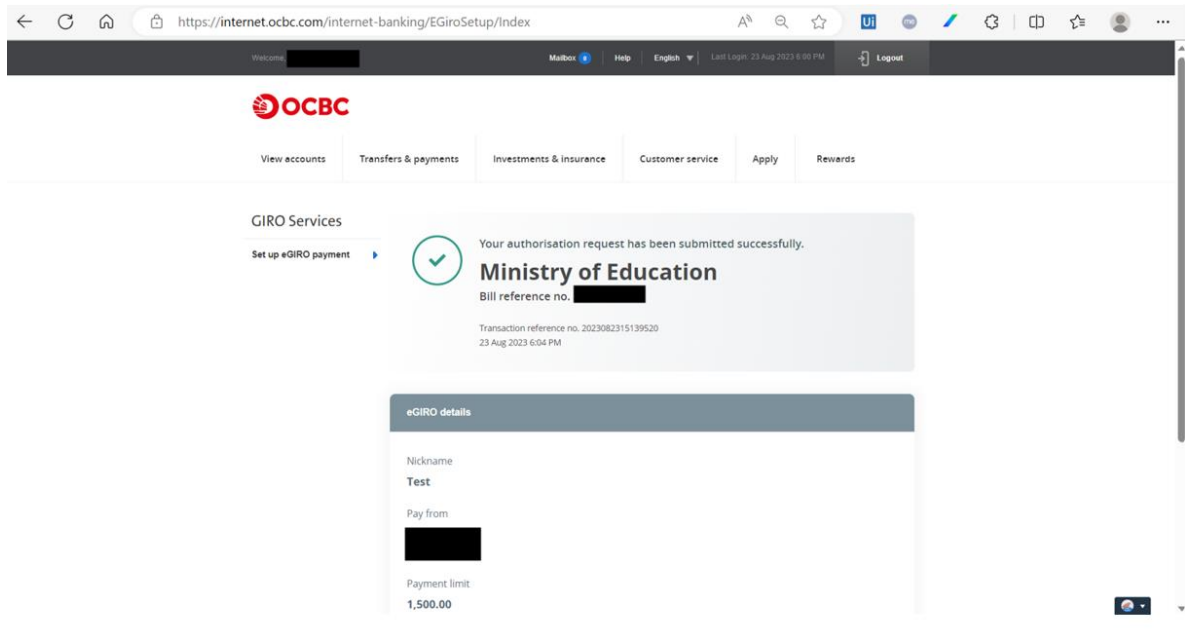 https://internet.ocbc.com/internet-banking/EGiroSetup/Index
Welcome,
Mailbox Help English Last Login: 23 Aug 2023 6:00 PM Logout
OCBC
View accounts Transfers & payments Investments & insurance Customer service Apply Rewards
GIRO Services
Set up eGIRO payment
Your authorisation request has been submitted successfully.
Ministry of Education
Bill reference no.
Transaction reference no. 2023082315139520
23 Aug 2023 6:04 PM
eGIRO details
Nickname
Test
Pay from
Payment limit
1,500.00